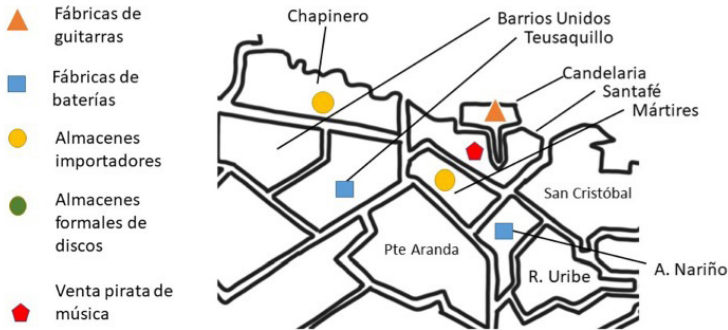 Fábricas de
guitarras
Fábricas de
baterías
Almacenes
importadores
Almacenes
formales de
discos
Venta pirata de
música
Chapinero
Barrios Unidos
Teusaquillo
Candelaria
Santafé
Mártires
San Cristóbal
Pte Aranda
R. Uribe
A. Nariño